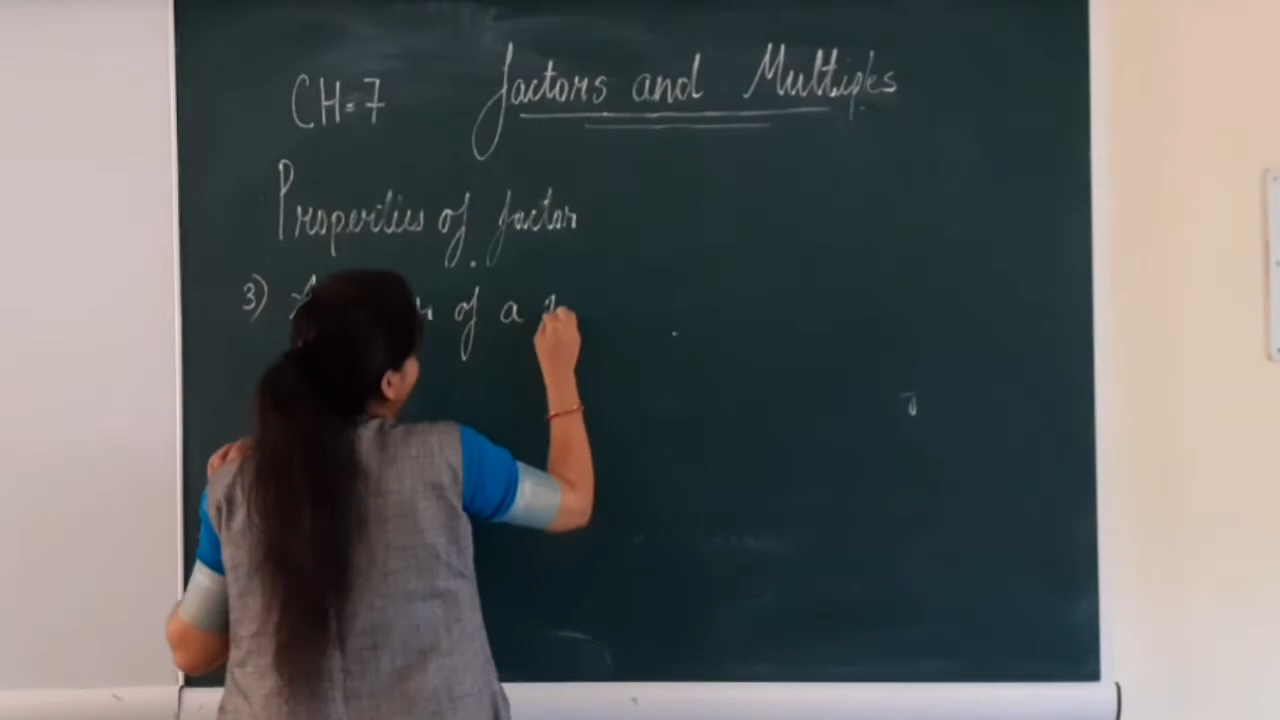 CH=7 Factors and Multiples
Properties of factor
3) of a